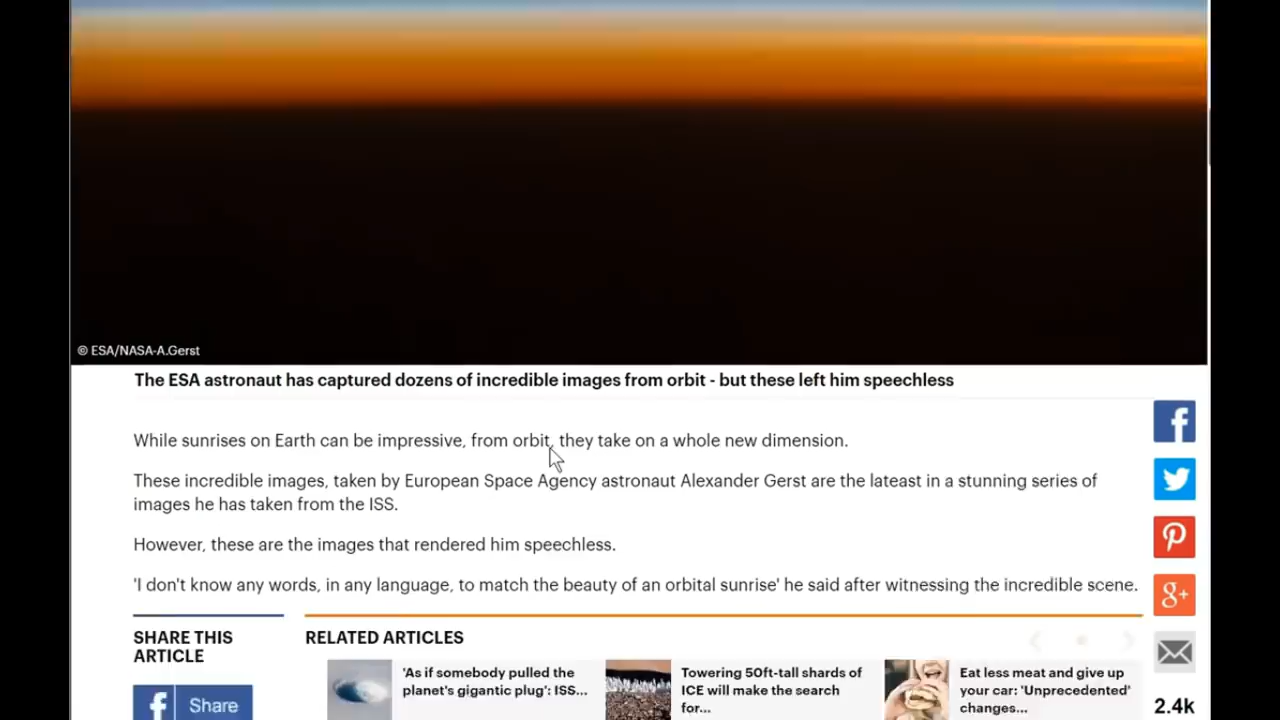 © ESA/NASA-A.Gerst
The ESA astronaut has captured dozens of incredible images from orbit - but these left him speechless
While sunrises on Earth can be impressive, from orbit, they take on a whole new dimension.
These incredible images, taken by European Space Agency astronaut Alexander Gerst are the lateast in a stunning series of
images he has taken from the ISS.
However, these are the images that rendered him speechless.
'I don't know any words, in any language, to match the beauty of an orbital sunrise' he said after witnessing the incredible scene.
SHARE THIS
ARTICLE
RELATED ARTICLES
f Share
'As if somebody pulled the
planet's gigantic plug': ISS...
Towering 50ft-tall shards of
ICE will make the search
for...
Eat less meat and give up
your car: 'Unprecedented'
changes...
f
g+
2.4k